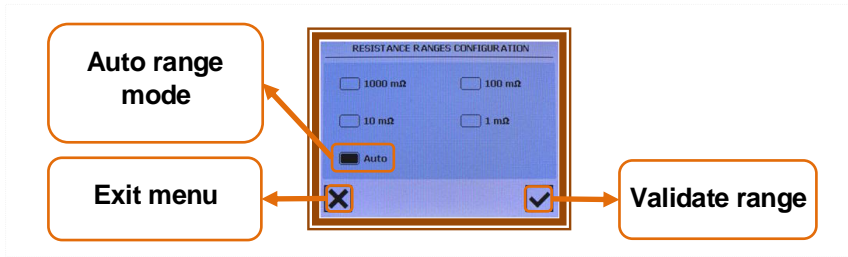 Auto range
mode
Exit menu
RESISTANCE RANGES CONFIGURATION
1000 mΩ
100 mΩ
10 mΩ
1 mΩ
Auto
Validate range